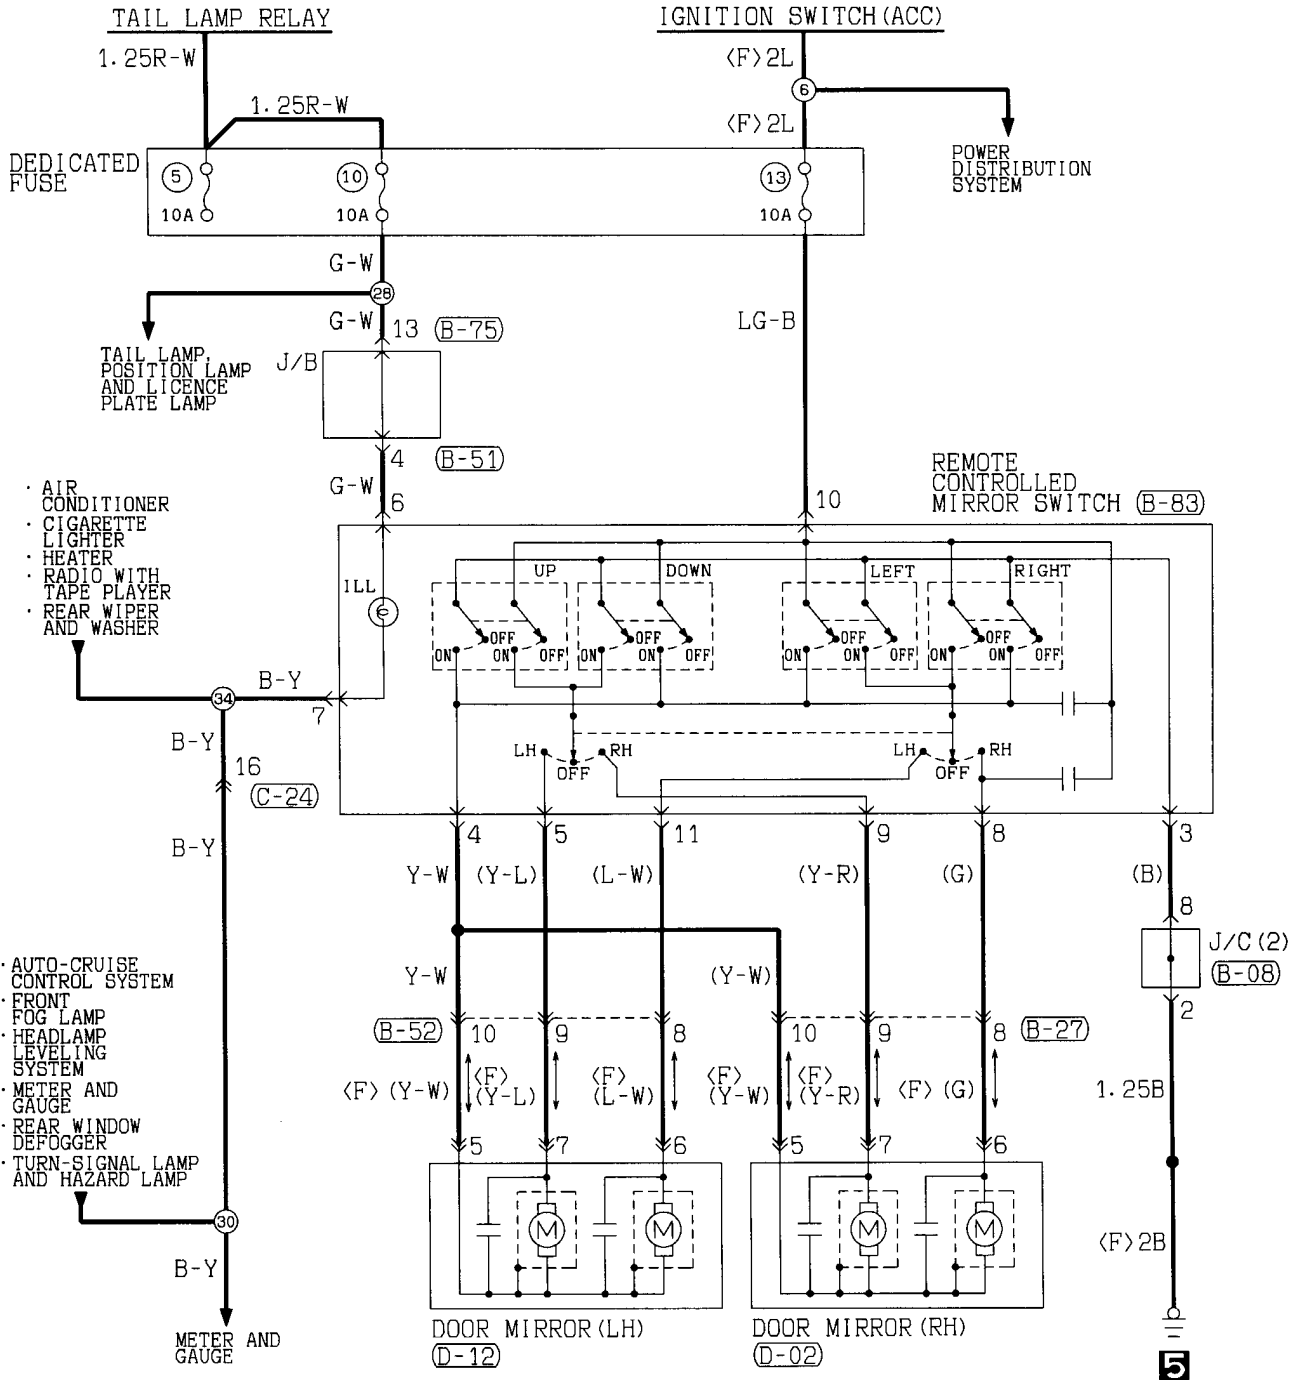 TAIL LAMP RELAY
IGNITION SWITCH(ACC)
1.25R-W
<F>2L
6
1.25R-W
<F>2L
DEDICATED
FUSE
POWER
DISTRIBUTION
SYSTEM
5
10
13
10A
10A
10A
G-W
28
G-W
13
B-75
LG-B
TAIL LAMP,
POSITION LAMP
AND LICENCE
PLATE LAMP
J/B
4
B-51
G-W
6
10
REMOTE
CONTROLLED
MIRROR SWITCH
B-83
· AIR
CONDITIONER
· CIGARETTE
LIGHTER
· HEATER
· RADIO WITH
TAPE PLAYER
· REAR WIPER
AND WASHER
ILL
UP
DOWN
LEFT
RIGHT
OFF
OFF
OFF
OFF
ON
ON
OFF
ON
ON
OFF
ON
ON
OFF
ON
ON
OFF
B-Y
34
7
B-Y
16
C-24
LH
RH
OFF
LH
RH
OFF
B-Y
4
5
11
9
8
3
Y-W
(Y-L)
(L-W)
(Y-R)
(G)
(B)
8
J/C(2)
B-08
2
Y-W
(Y-W)
B-52
10
9
8
10
9
8
B-27
· AUTO-CRUISE
CONTROL SYSTEM
· FRONT
FOG LAMP
· HEADLAMP
LEVELING
SYSTEM
· METER AND
GAUGE
· REAR WINDOW
DEFOGGER
· TURN-SIGNAL LAMP
AND HAZARD LAMP
<F>(Y-W)
<F>
(Y-L)
<F>
(L-W)
<F>
(Y-W)
<F>
(Y-R)
<F>(G)
1.25B
5
7
6
5
7
6
30
M
M
M
M
B-Y
<F>2B
METER AND
GAUGE
DOOR MIRROR(LH)
D-12
DOOR MIRROR(RH)
D-02
5